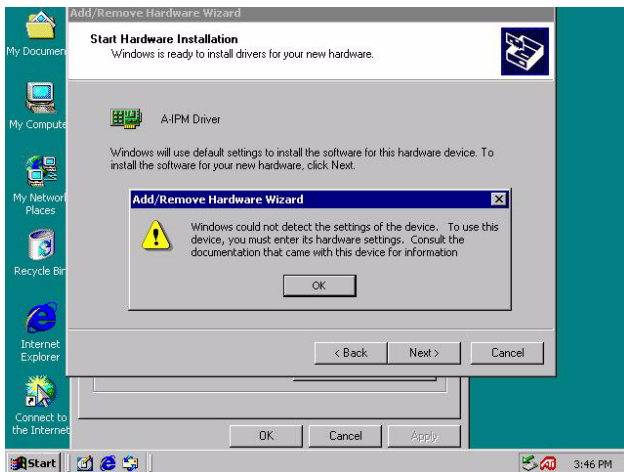 Add/Remove Hardware Wizard
Start Hardware Installation
Windows is ready to install drivers for your new hardware.
My Documen
A-IPM Driver
My Compute
Windows will use default settings to install the software for this hardware device. To
install the software for your new hardware, click Next.
Add/Remove Hardware Wizard
My Networl
Places
Windows could not detect the settings of the device. To use this
device, you must enter its hardware settings. Consult the
documentation that came with this device for information
Recycle Bin
OK
Internet
Explorer
< Back
Next >
Cancel
Connect to
the Internet
OK
Cancel
Apply
Start
3:46 PM